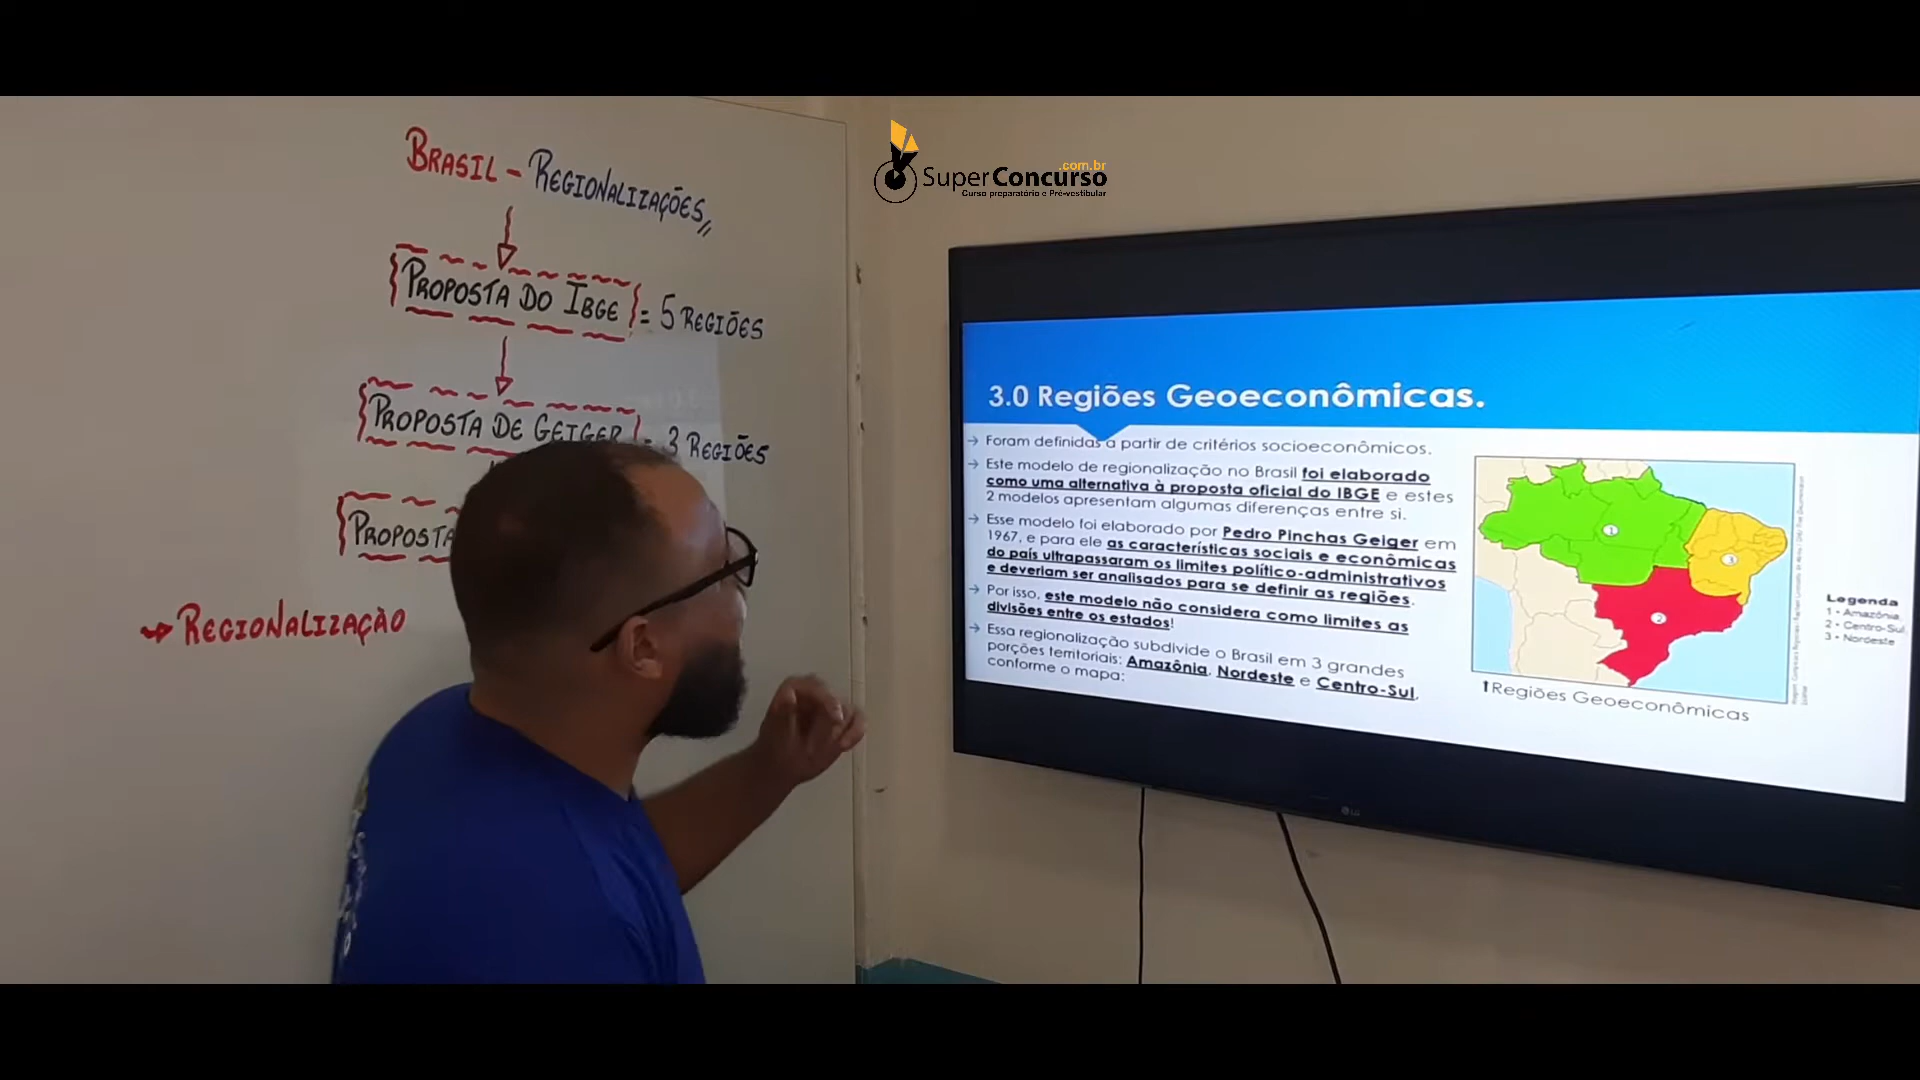 BRASIL - REGIONALIZAÇÕES
PROPOSTA DO IBGE = 5 REGIÕES
PROPOSTA DE GEIGER = 3 REGIÕES
PROPOSTA
REGIONALIZAÇÃO
.com.br
SuperConcurso
Curso preparatório e Pré-vestibular
3.0 Regiões Geoeconômicas.
→ Foram definidas a partir de critérios socioeconômicos.
→ Este modelo de regionalização no Brasil foi elaborado
como uma alternativa à proposta oficial do IBGE e estes
2 modelos apresentam algumas diferenças entre si.
→ Esse modelo foi elaborado por Pedro Pinchas Geiger em
1967, e para ele as características sociais e econômicas
do país ultrapassaram os limites político-administrativos
e deveriam ser analisados para se definir as regiões.
→ Por isso, este modelo não considera como limites as
divisões entre os estados!
→ Essa regionalização subdivide o Brasil em 3 grandes
porções territoriais: Amazônia, Nordeste e Centro-Sul,
conforme o mapa:
1
2
3
Legenda
1 - Amazônia
2 - Centro-Sul
3 - Nordeste
↑Regiões Geoeconômicas
LG